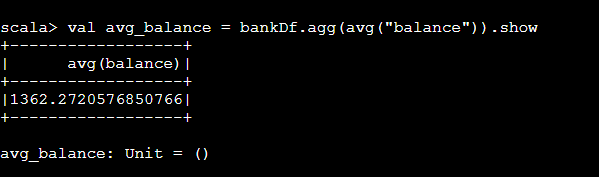 scala> val avg_balance = bankDf.agg(avg("balance")).show
+------------------+
|      avg(balance)|
+------------------+
|1362.2720576850766|
+------------------+
avg_balance: Unit = ()